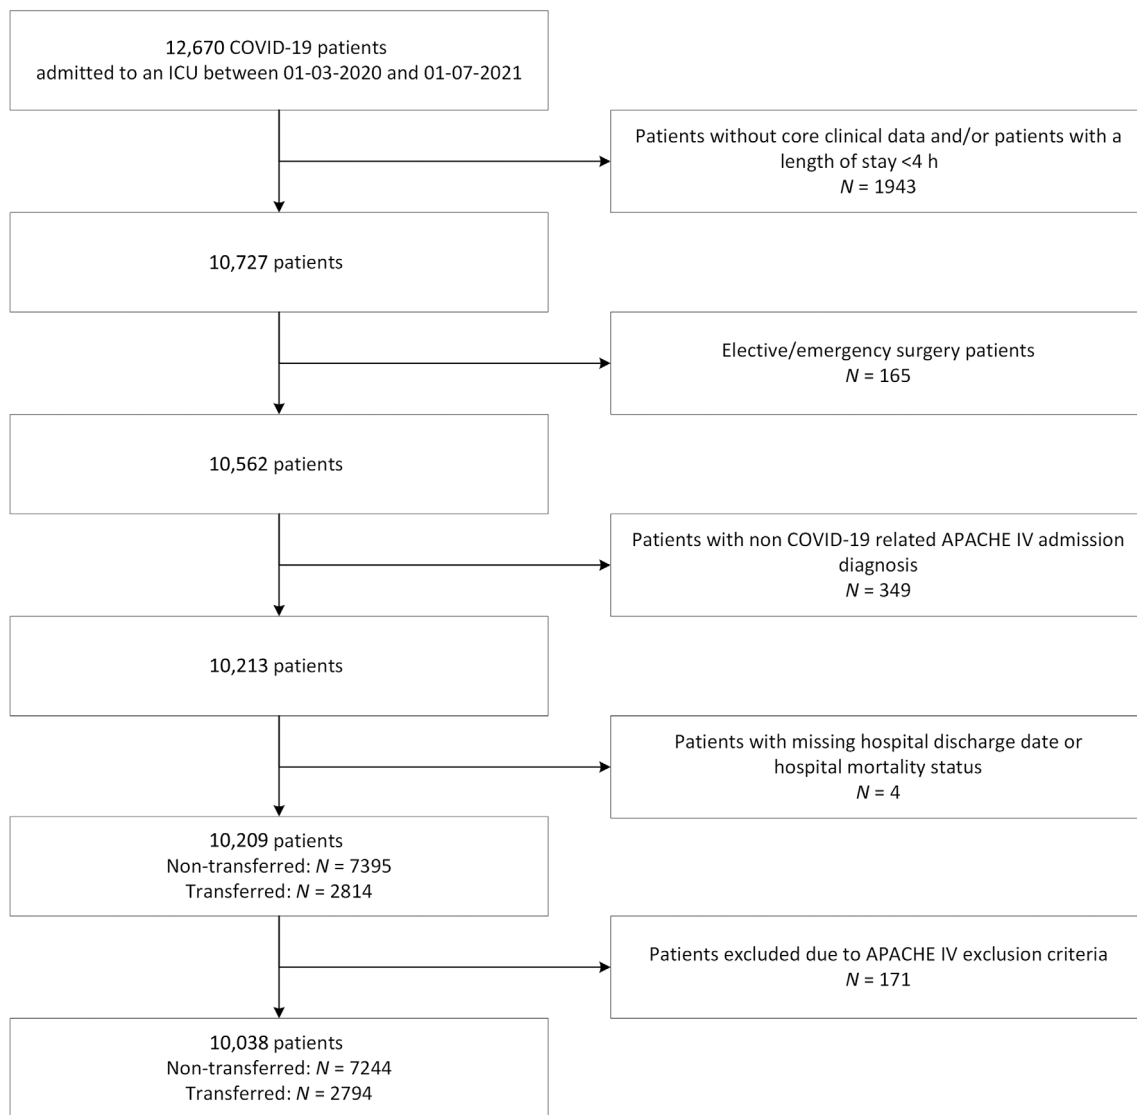 12,670 COVID-19 patients
admitted to an ICU between 01-03-2020 and 01-07-2021
Patients without core clinical data and/or patients with a
length of stay <4 h
N = 1943
10,727 patients
Elective/emergency surgery patients
N = 165
10,562 patients
Patients with non COVID-19 related APACHE IV admission
diagnosis
N = 349
10,213 patients
Patients with missing hospital discharge date or
hospital mortality status
N = 4
10,209 patients
Non-transferred: N = 7395
Transferred: N = 2814
Patients excluded due to APACHE IV exclusion criteria
N = 171
10,038 patients
Non-transferred: N = 7244
Transferred: N = 2794